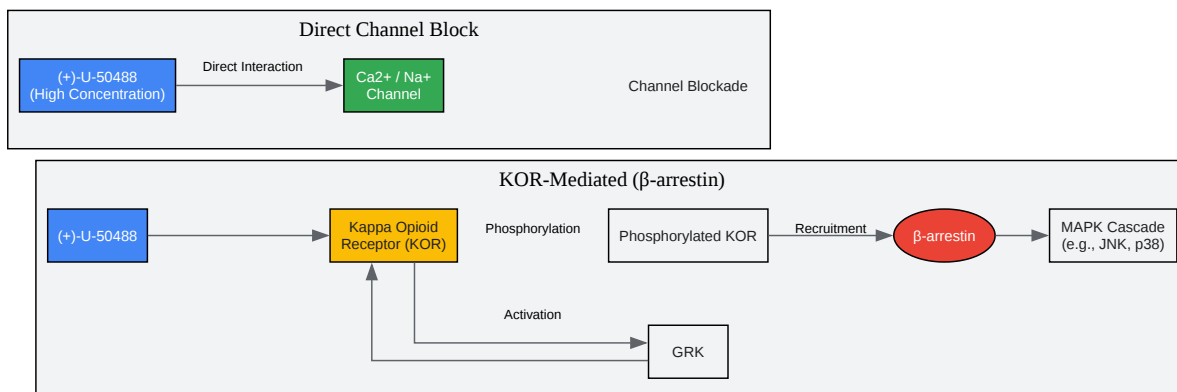 Direct Channel Block
(+)-U-50488
(High Concentration)
Direct Interaction
Ca2+ / Na+
Channel
Channel Blockade
KOR-Mediated (β-arrestin)
(+)-U-50488
Kappa Opioid
Receptor (KOR)
Phosphorylation
Phosphorylated KOR
Recruitment
β-arrestin
MAPK Cascade
(e.g., JNK, p38)
Activation
GRK